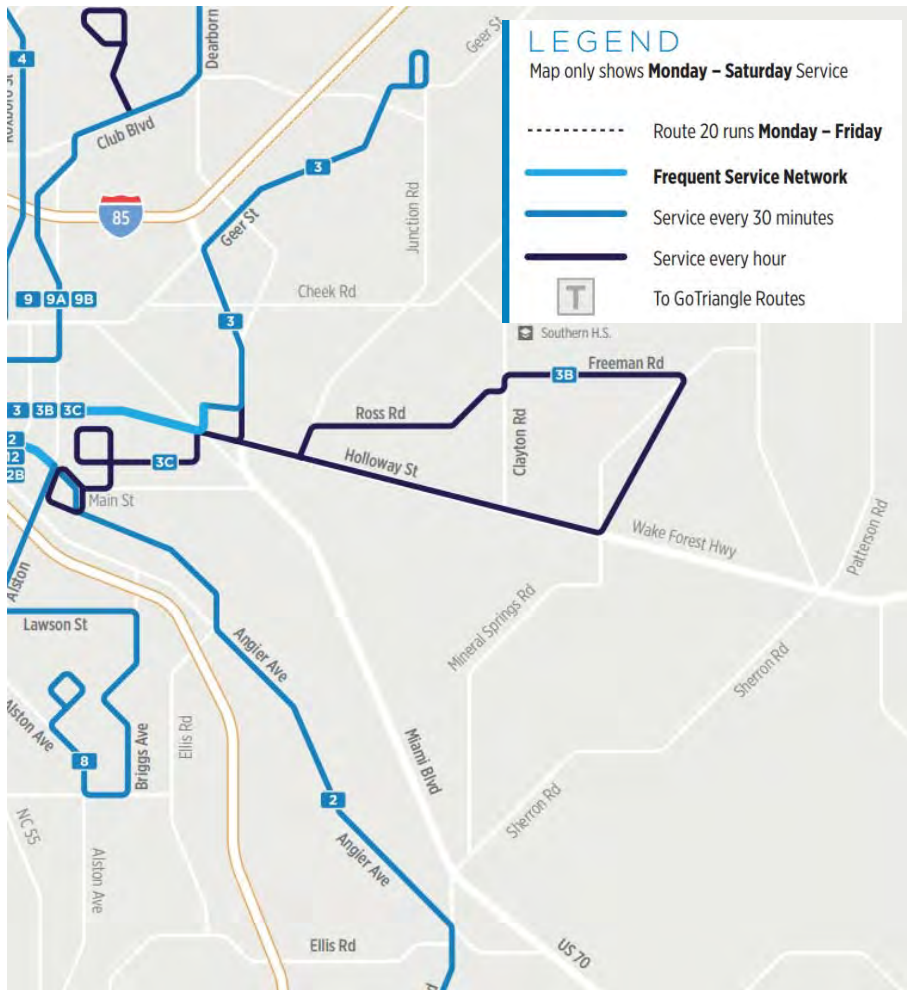 LEGEND
Map only shows Monday – Saturday Service
Route 20 runs Monday – Friday
Frequent Service Network
Service every 30 minutes
Service every hour
T
To GoTriangle Routes
Dearborn
Geer St
4
Roxboro St
Club Blvd
3
85
Geer St
Junction Rd
9 9A 9B
Cheek Rd
3
Southern H.S.
Freeman Rd
3B
3 3B 3C
Ross Rd
Clayton Rd
2
12
2B
3C
Holloway St
Main St
Wake Forest Hwy
Patterson Rd
Alston
Mineral Springs Rd
Lawson St
Angier Ave
Sherron Rd
Alston Ave
Ellis Rd
Briggs Ave
Miami Blvd
8
2
Sherron Rd
NC 55
Alston Ave
Angier Ave
Ellis Rd
US 70